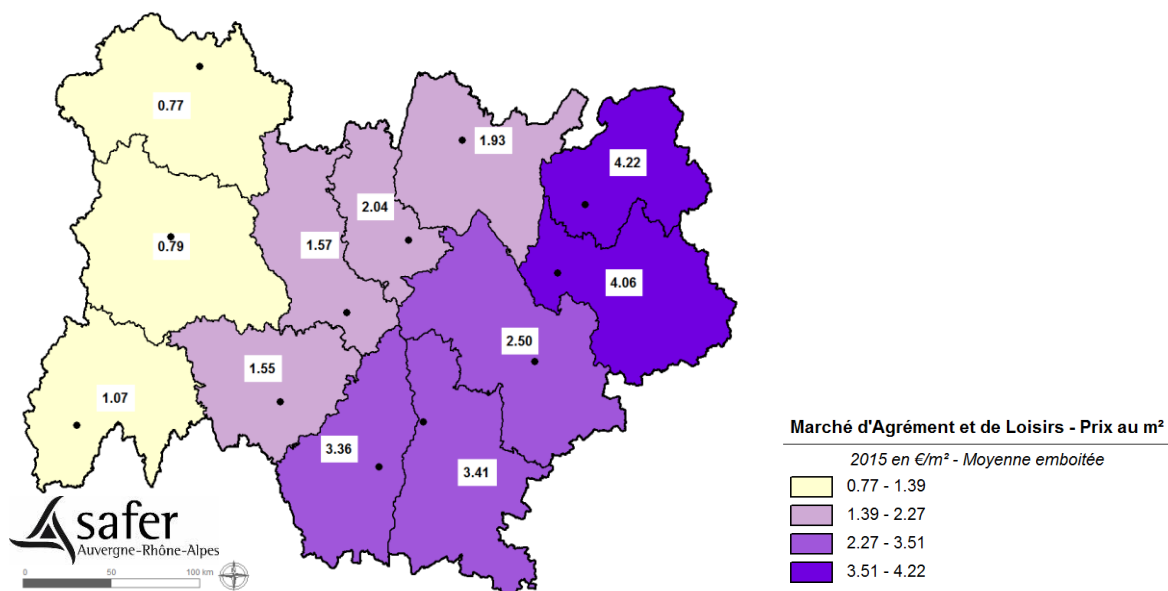 0.77
1.93
4.22
2.04
0.79
1.57
4.06
2.50
1.55
1.07
3.36
3.41
safer
Auvergne-Rhône-Alpes
0 50 100 km
Marché d'Agrément et de Loisirs - Prix au m²
2015 en €/m² - Moyenne emboitée
0.77 - 1.39
1.39 - 2.27
2.27 - 3.51
3.51 - 4.22